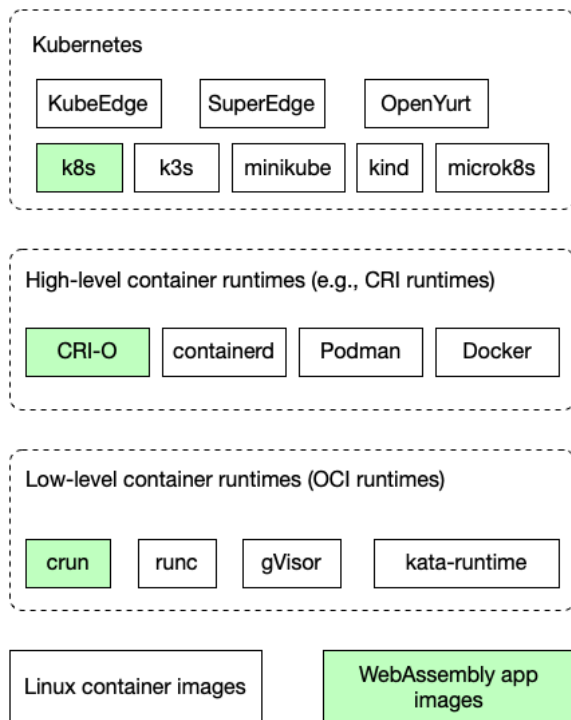 Kubernetes
KubeEdge
SuperEdge
OpenYurt
k8s
k3s
minikube
kind
microk8s
High-level container runtimes (e.g., CRI runtimes)
CRI-O
containerd
Podman
Docker
Low-level container runtimes (OCI runtimes)
crun
runc
gVisor
kata-runtime
Linux container images
WebAssembly app
images